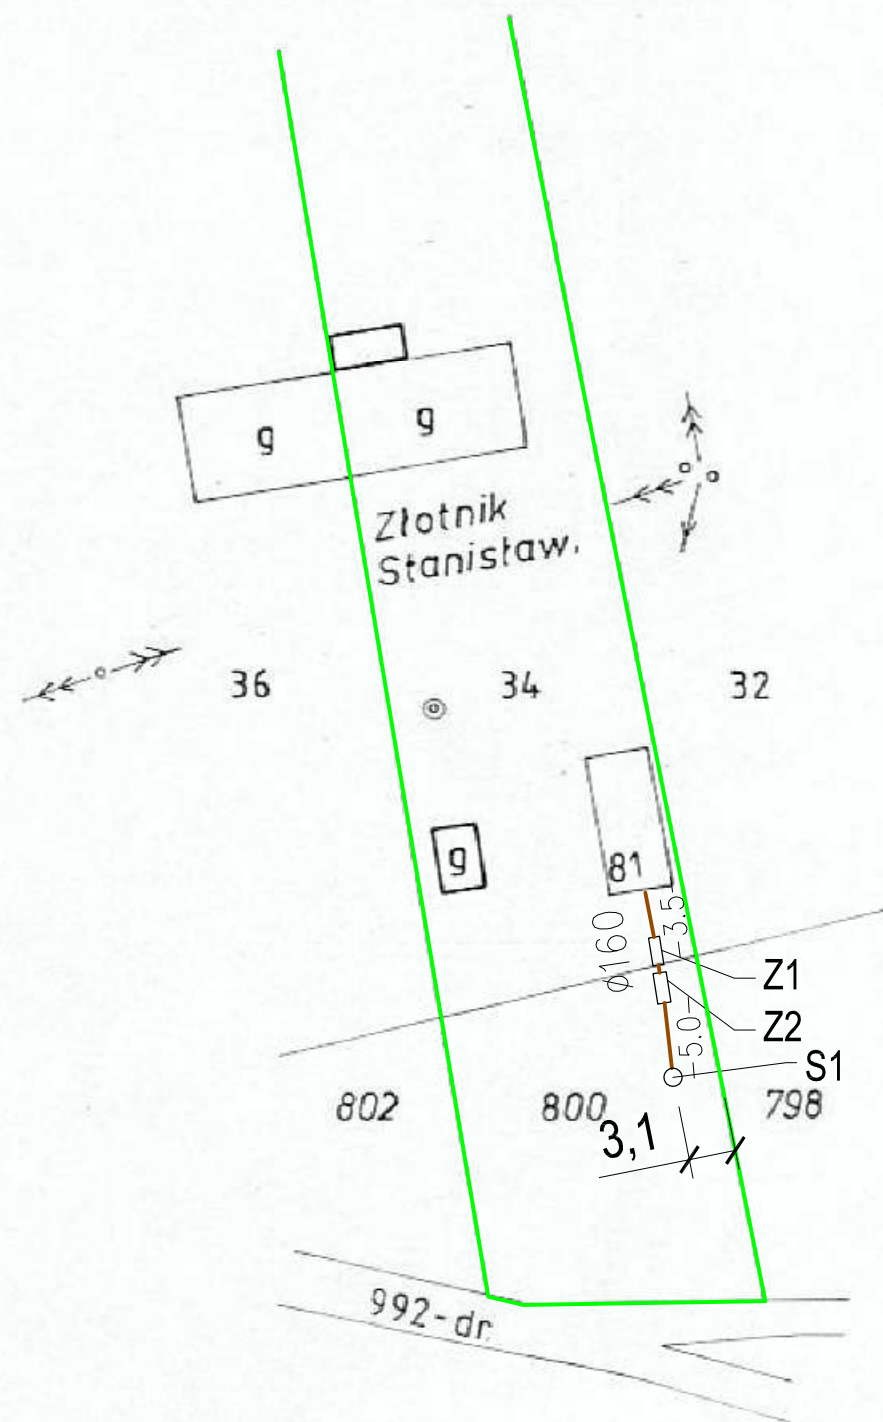 g
g
Złotnik
Stanisław.
36
34
32
g
81
3.5
ϕ160
Z1
Z2
5.0
S1
802
800
798
3,1
992-dr.